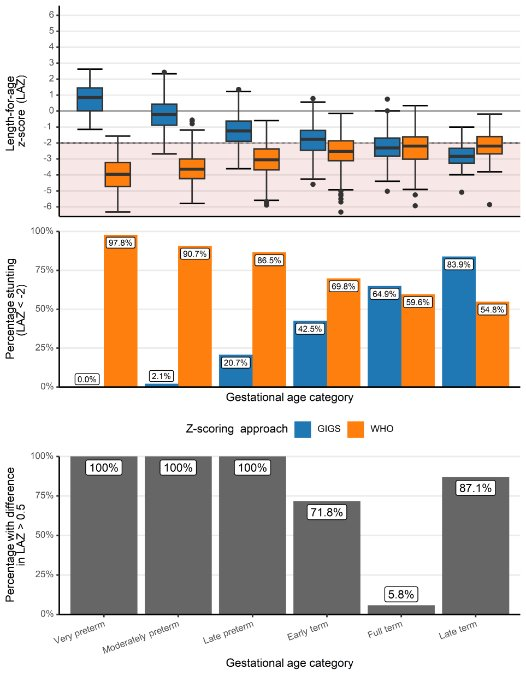 Length-for-age
z-score (LAZ)
6
5
4
3
2
1
0
-1
-2
-3
-4
-5
-6
Percentage stunting
(LAZ < -2)
100%
75%
50%
25%
0%
97.8%
90.7%
86.5%
83.9%
69.8%
64.9%
59.6%
54.8%
42.5%
20.7%
0.0%
2.1%
Gestational age category
Z-scoring approach
GIGS
WHO
Percentage with difference
in LAZ > 0.5
100%
75%
50%
25%
0%
100%
100%
100%
71.8%
5.8%
87.1%
Very preterm
Moderately preterm
Late preterm
Early term
Full term
Late term
Gestational age category